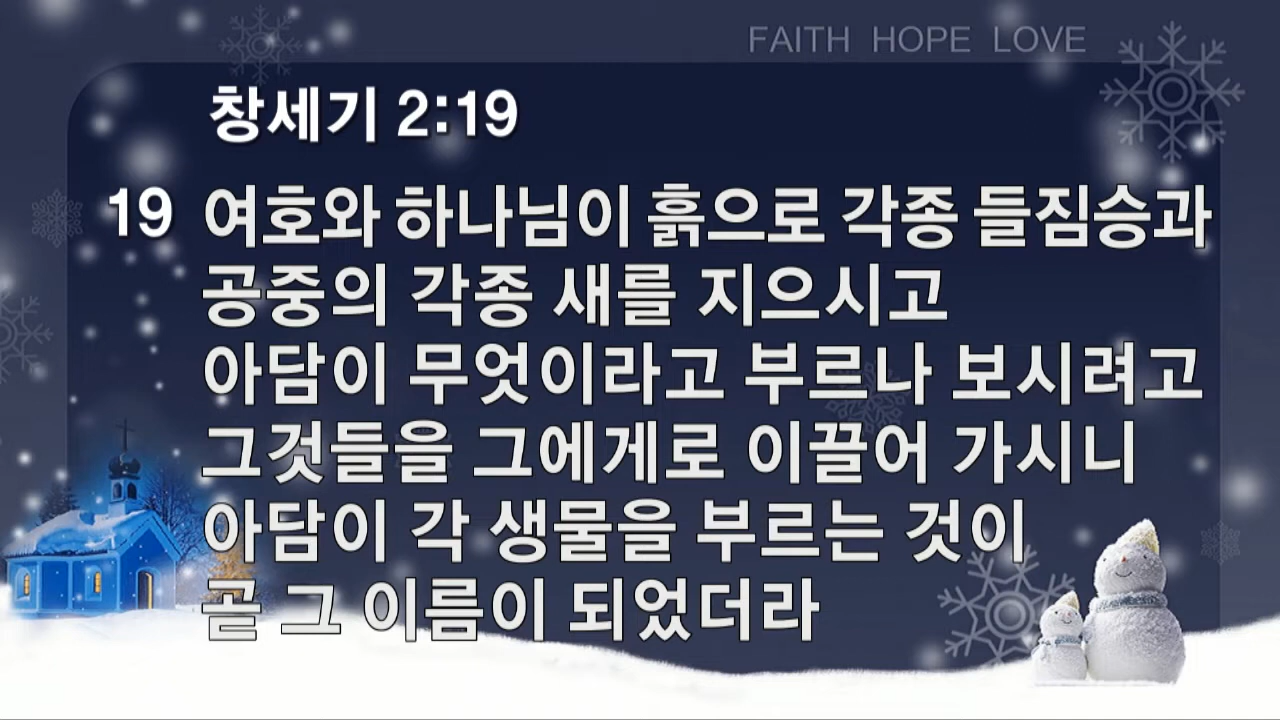 FAITH HOPE LOVE
창세기 2:19
19 여호와 하나님이 흙으로 각종 들짐승과
공중의 각종 새를 지으시고
아담이 무엇이라고 부르나 보시려고
그것들을 그에게로 이끌어 가시니
아담이 각 생물을 부르는 것이
곧 그 이름이 되었더라